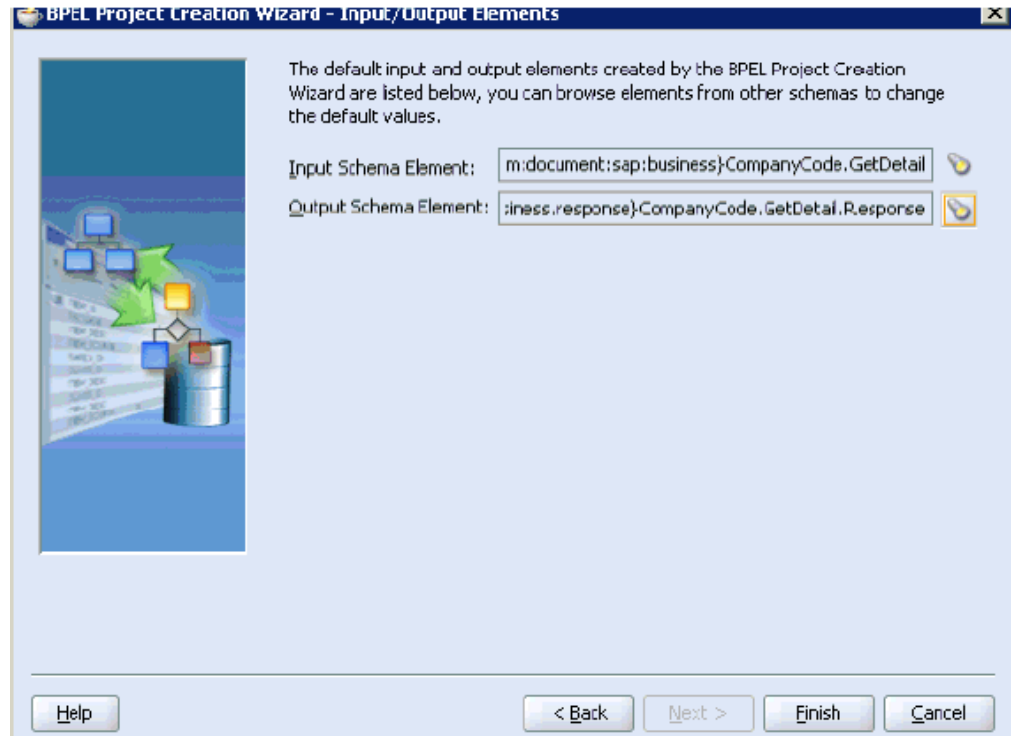 BPEL Project Creation Wizard - Input/Output Elements
The default input and output elements created by the BPEL Project Creation
Wizard are listed below, you can browse elements from other schemas to change
the default values.
Input Schema Element: m:document:sap:business}CompanyCode.GetDetail
Output Schema Element: :iness.response}CompanyCode.GetDetail.Response
Help < Back Next > Finish Cancel